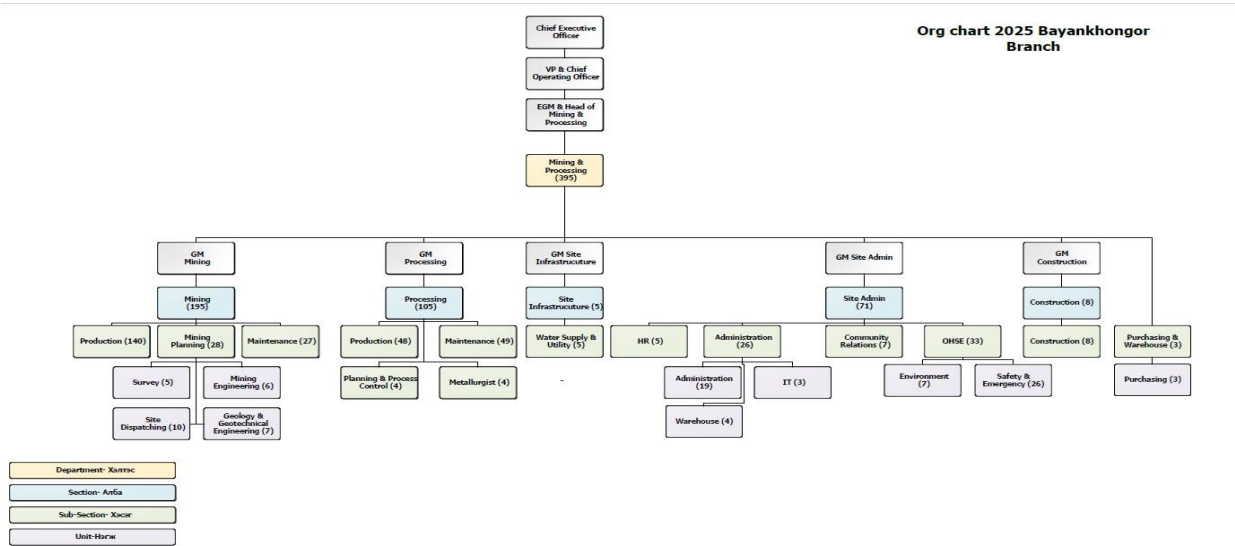 Org chart 2025 Bayankhongor
Branch
Chief Executive
Officer
VP & Chief
Operating Officer
EGM & Head of
Mining &
Processing
Mining &
Processing
(395)
GM
Mining
GM
Processing
GM Site
Infrastrucuture
GM Site Admin
GM
Construction
Mining
(195)
Processing
(105)
Site
Infrastrucuture (5)
Site Admin
(71)
Construction (8)
Production (140)
Mining
Planning (28)
Maintenance (27)
Production (48)
Maintenance (49)
Water Supply &
Utility (5)
HR (5)
Administration
(26)
Community
Relations (7)
OHSE (33)
Construction (8)
Purchasing &
Warehouse (3)
Survey (5)
Mining
Engineering (6)
Planning & Process
Control (4)
Metallurgist (4)
-
Administration
(19)
IT (3)
Environment
(7)
Safety &
Emergency (26)
Purchasing (3)
Site
Dispatching (10)
Geology &
Geotechnical
Engineering (7)
Warehouse (4)
Department- Хэлтэс
Section- Алба
Sub-Section- Хэсэг
Unit-Нэгж